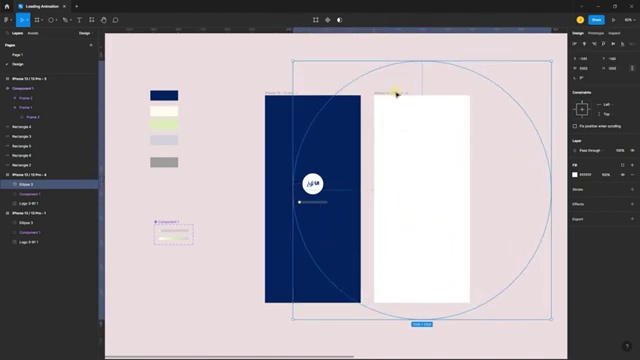 Loading Animation
Share
Layers
Assets
Design
Pages
Page 1
Design
iPhone 13 / 13 Pro - 3
Component 1
Frame 2
Frame 1
Frame 3
Rectangle 4
Rectangle 3
Rectangle 5
Rectangle 6
Rectangle 2
iPhone 13 / 13 Pro - 4
Ellipse 3
Component 1
Logo D-W 1
iPhone 13 / 13 Pro - 1
Ellipse 3
Component 1
Logo D-W 1
Component 1
Design
Prototype
Inspect
Constraints
Left
Top
Fix position when scrolling
Layer
Pass through
100%
Fill
FFFFFF
100%
Stroke
Effects
Export